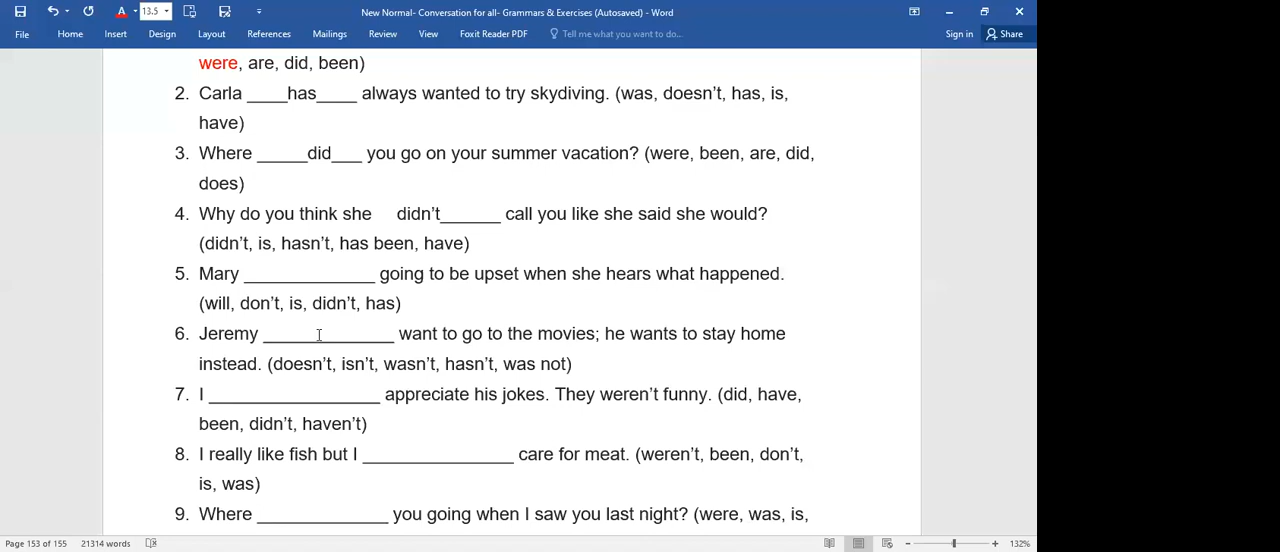 13.5
New Normal- Conversation for all- Grammars & Exercises (Autosaved) - Word
File Home Insert Design Layout References Mailings Review View Foxit Reader PDF Tell me what you want to do... Sign in Share
were, are, did, been)
2. Carla ____has____ always wanted to try skydiving. (was, doesn’t, has, is,
have)
3. Where _____did___ you go on your summer vacation? (were, been, are, did,
does)
4. Why do you think she didn’t______ call you like she said she would?
(didn’t, is, hasn’t, has been, have)
5. Mary _____________ going to be upset when she hears what happened.
(will, don’t, is, didn’t, has)
6. Jeremy _____________ want to go to the movies; he wants to stay home
instead. (doesn’t, isn’t, wasn’t, hasn’t, was not)
7. I _________________ appreciate his jokes. They weren’t funny. (did, have,
been, didn’t, haven’t)
8. I really like fish but I _______________ care for meat. (weren’t, been, don’t,
is, was)
9. Where _____________ you going when I saw you last night? (were, was, is,
Page 153 of 155 21314 words 132%